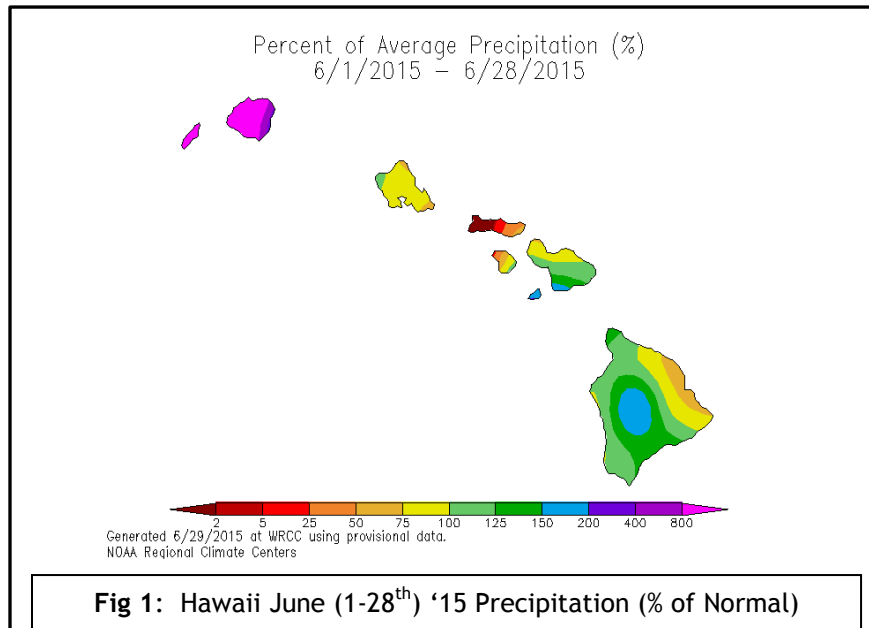 Percent of Average Precipitation (%)
6/1/2015 – 6/28/2015
2 5 25 50 75 100 125 150 200 400 800
Generated 6/29/2015 at WRCC using provisional data.
NOAA Regional Climate Centers
Fig 1: Hawaii June (1-28th) ‘15 Precipitation (% of Normal)